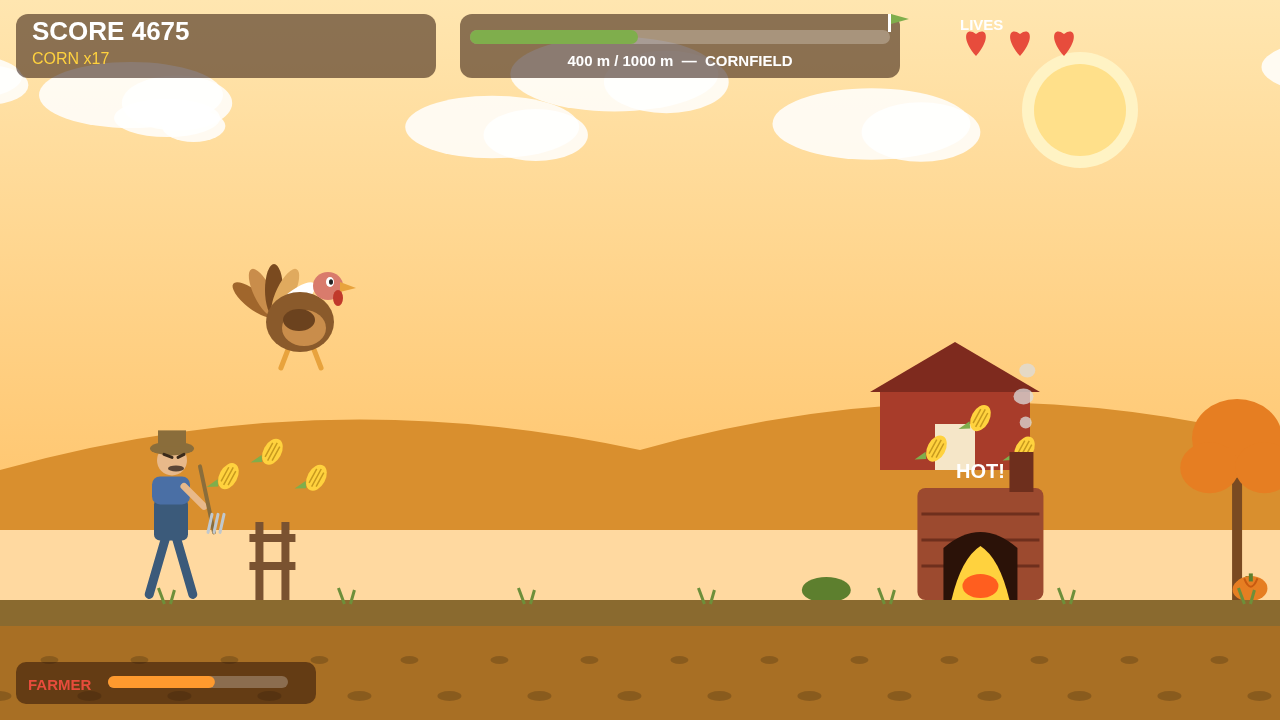 SCORE 4675
CORN x17
400 m / 1000 m — CORNFIELD
LIVES
HOT!
FARMER